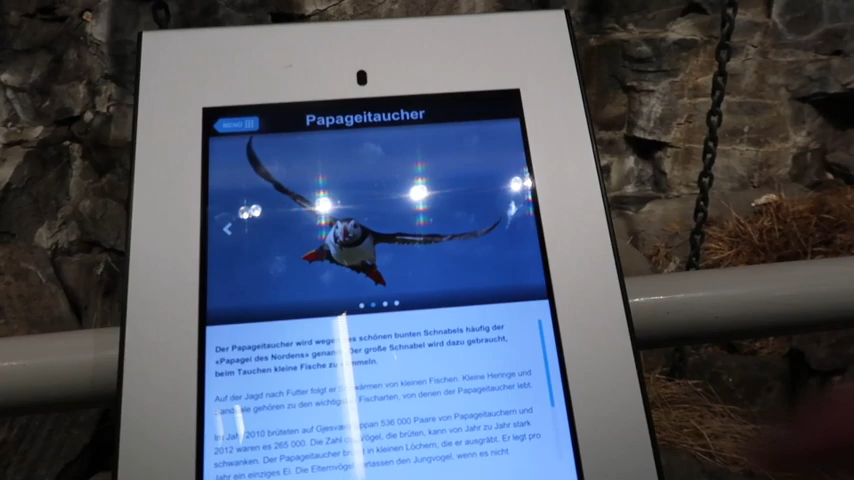 MENÜ
Papageitaucher
Der Papageitaucher wird wegen des schönen bunten Schnabels häufig der
«Papagei des Nordens» genannt. Der große Schnabel wird dazu gebraucht,
beim Tauchen kleine Fische zu sammeln.
Auf der Jagd nach Futter folgt er Schwärmen von kleinen Fischen. Kleine Heringe und
Sandaale gehören zu den wichtigsten Fischarten, von denen der Papageitaucher lebt.
Im Jahr 2010 brüteten auf Gjesværstappan 536 000 Paare von Papageitauchern und
2012 waren es 265 000. Die Zahl der Vögel, die brüten, kann von Jahr zu Jahr stark
schwanken. Der Papageitaucher brütet in kleinen Löchern, die er ausgräbt. Er legt pro
Jahr ein einziges Ei. Die Elternvögel verlassen den Jungvogel, wenn es nicht